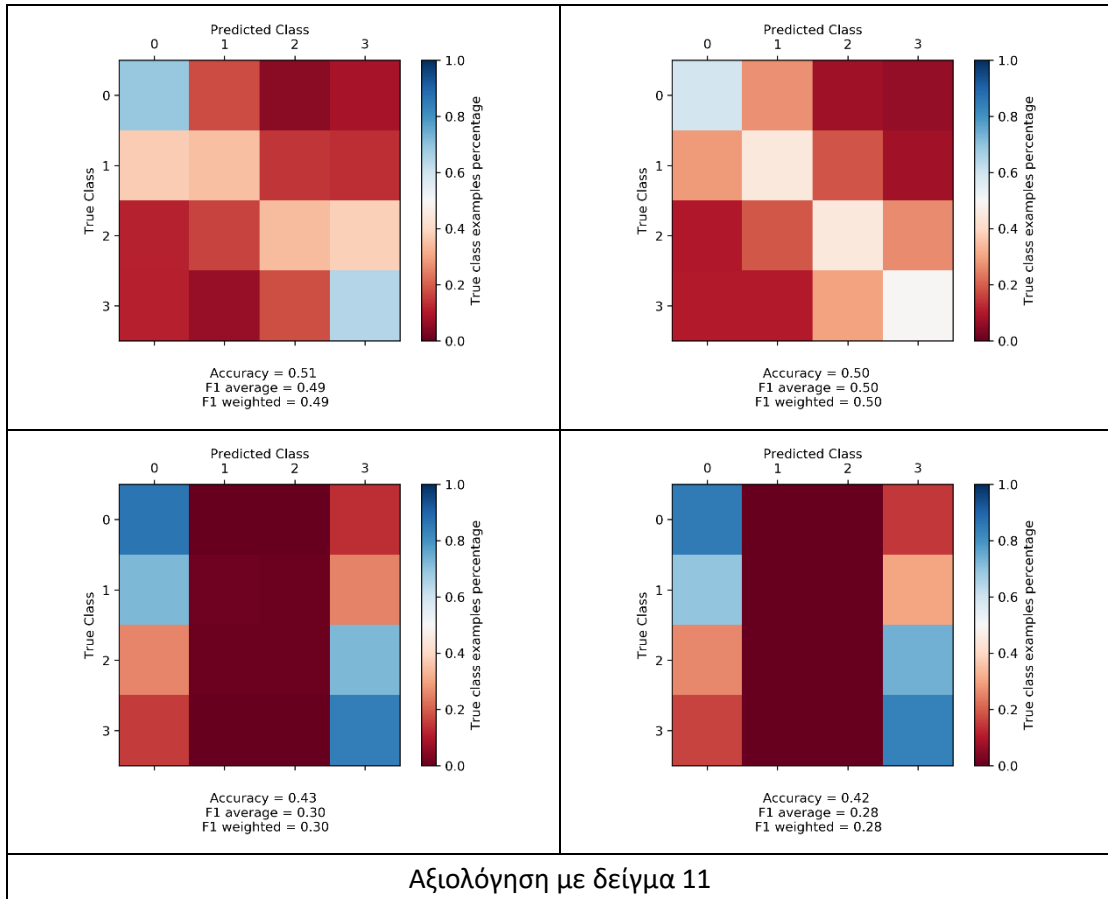 Predicted Class
0 1 2 3
True Class
0
1
2
3
1.0
0.8
0.6
0.4
0.2
0.0
True class examples percentage
Accuracy = 0.51
F1 average = 0.49
F1 weighted = 0.49
Predicted Class
0 1 2 3
True Class
0
1
2
3
1.0
0.8
0.6
0.4
0.2
0.0
True class examples percentage
Accuracy = 0.50
F1 average = 0.50
F1 weighted = 0.50
Predicted Class
0 1 2 3
True Class
0
1
2
3
1.0
0.8
0.6
0.4
0.2
0.0
True class examples percentage
Accuracy = 0.43
F1 average = 0.30
F1 weighted = 0.30
Predicted Class
0 1 2 3
True Class
0
1
2
3
1.0
0.8
0.6
0.4
0.2
0.0
True class examples percentage
Accuracy = 0.42
F1 average = 0.28
F1 weighted = 0.28
Αξιολόγηση με δείγμα 11